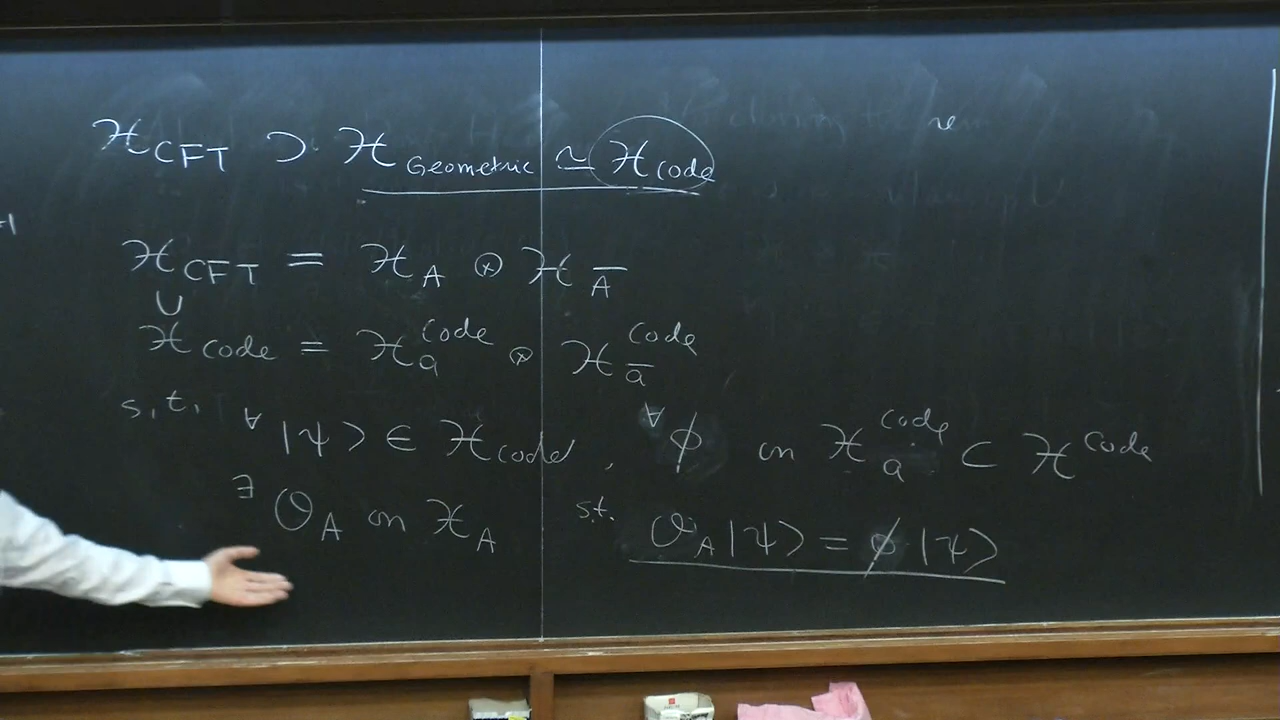 ℋ_CFT ⊃ ℋ_Geometric ≃ ℋ_code
ℋ_CFT = ℋ_A ⊗ ℋ_Ā
∪
ℋ_code = ℋ_a^code ⊗ ℋ_ā^code
s.t. ∀ |ψ> ∈ ℋ_code , ∀ ϕ on ℋ_a^code ⊂ ℋ^code
∃ O_A on ℋ_A s.t. O_A|ψ> = ϕ|ψ>